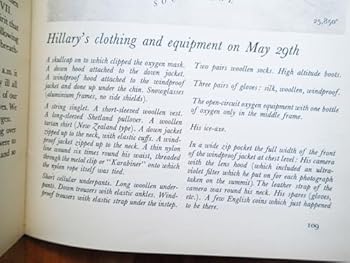 25,850'
VII
ollowing
Hillary's clothing and equipment on May 29th
A skullcap on to which clipped the oxygen mask.
A down hood attached to the down jacket.
A windproof hood attached to the windproof
jacket and done up under the chin. Snowglasses
(aluminium frames, no side shields).
A string singlet. A short-sleeved woollen vest.
A long-sleeved Shetland pullover. A woollen
tartan shirt (New Zealand type). A down jacket
zipped up to the neck, with elastic cuffs. A wind-
proof jacket zipped up to the neck. A thin nylon
line wound six times round his waist, threaded
through the metal clip or "Karabiner" onto which
the nylon rope itself was tied.
Short cellular underpants. Long woollen under-
pants. Down trousers with elastic ankles. Wind-
proof trousers with elastic strap under the instep.
Two pairs woollen socks. High altitude boots.
Three pairs of gloves: silk, woollen, windproof.
The open-circuit oxygen equipment with one bottle
of oxygen only in the middle frame.
His ice-axe.
In a wide zip pocket the full width of the front
of the windproof jacket at chest level: His camera
with the lens hood (which included an ultra-
violet filter which he put on for each photograph
taken on the summit). The leather strap of the
camera was round his neck. His spares (gloves,
etc.). A few English coins which just happened
to be there.
109